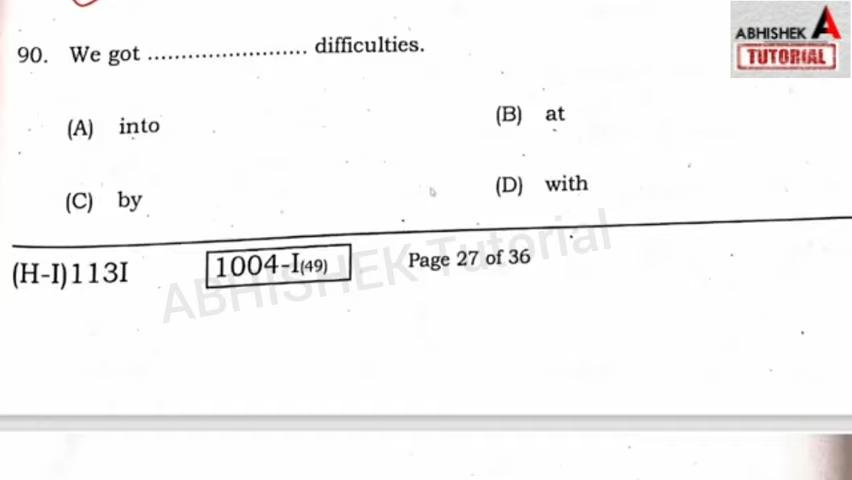 ABHISHEK A
TUTORIAL
90. We got ........................ difficulties.
(A) into
(B) at
(C) by
(D) with
(H-I)113I
1004-I(49)
Page 27 of 36
ABHISHEK Tutorial